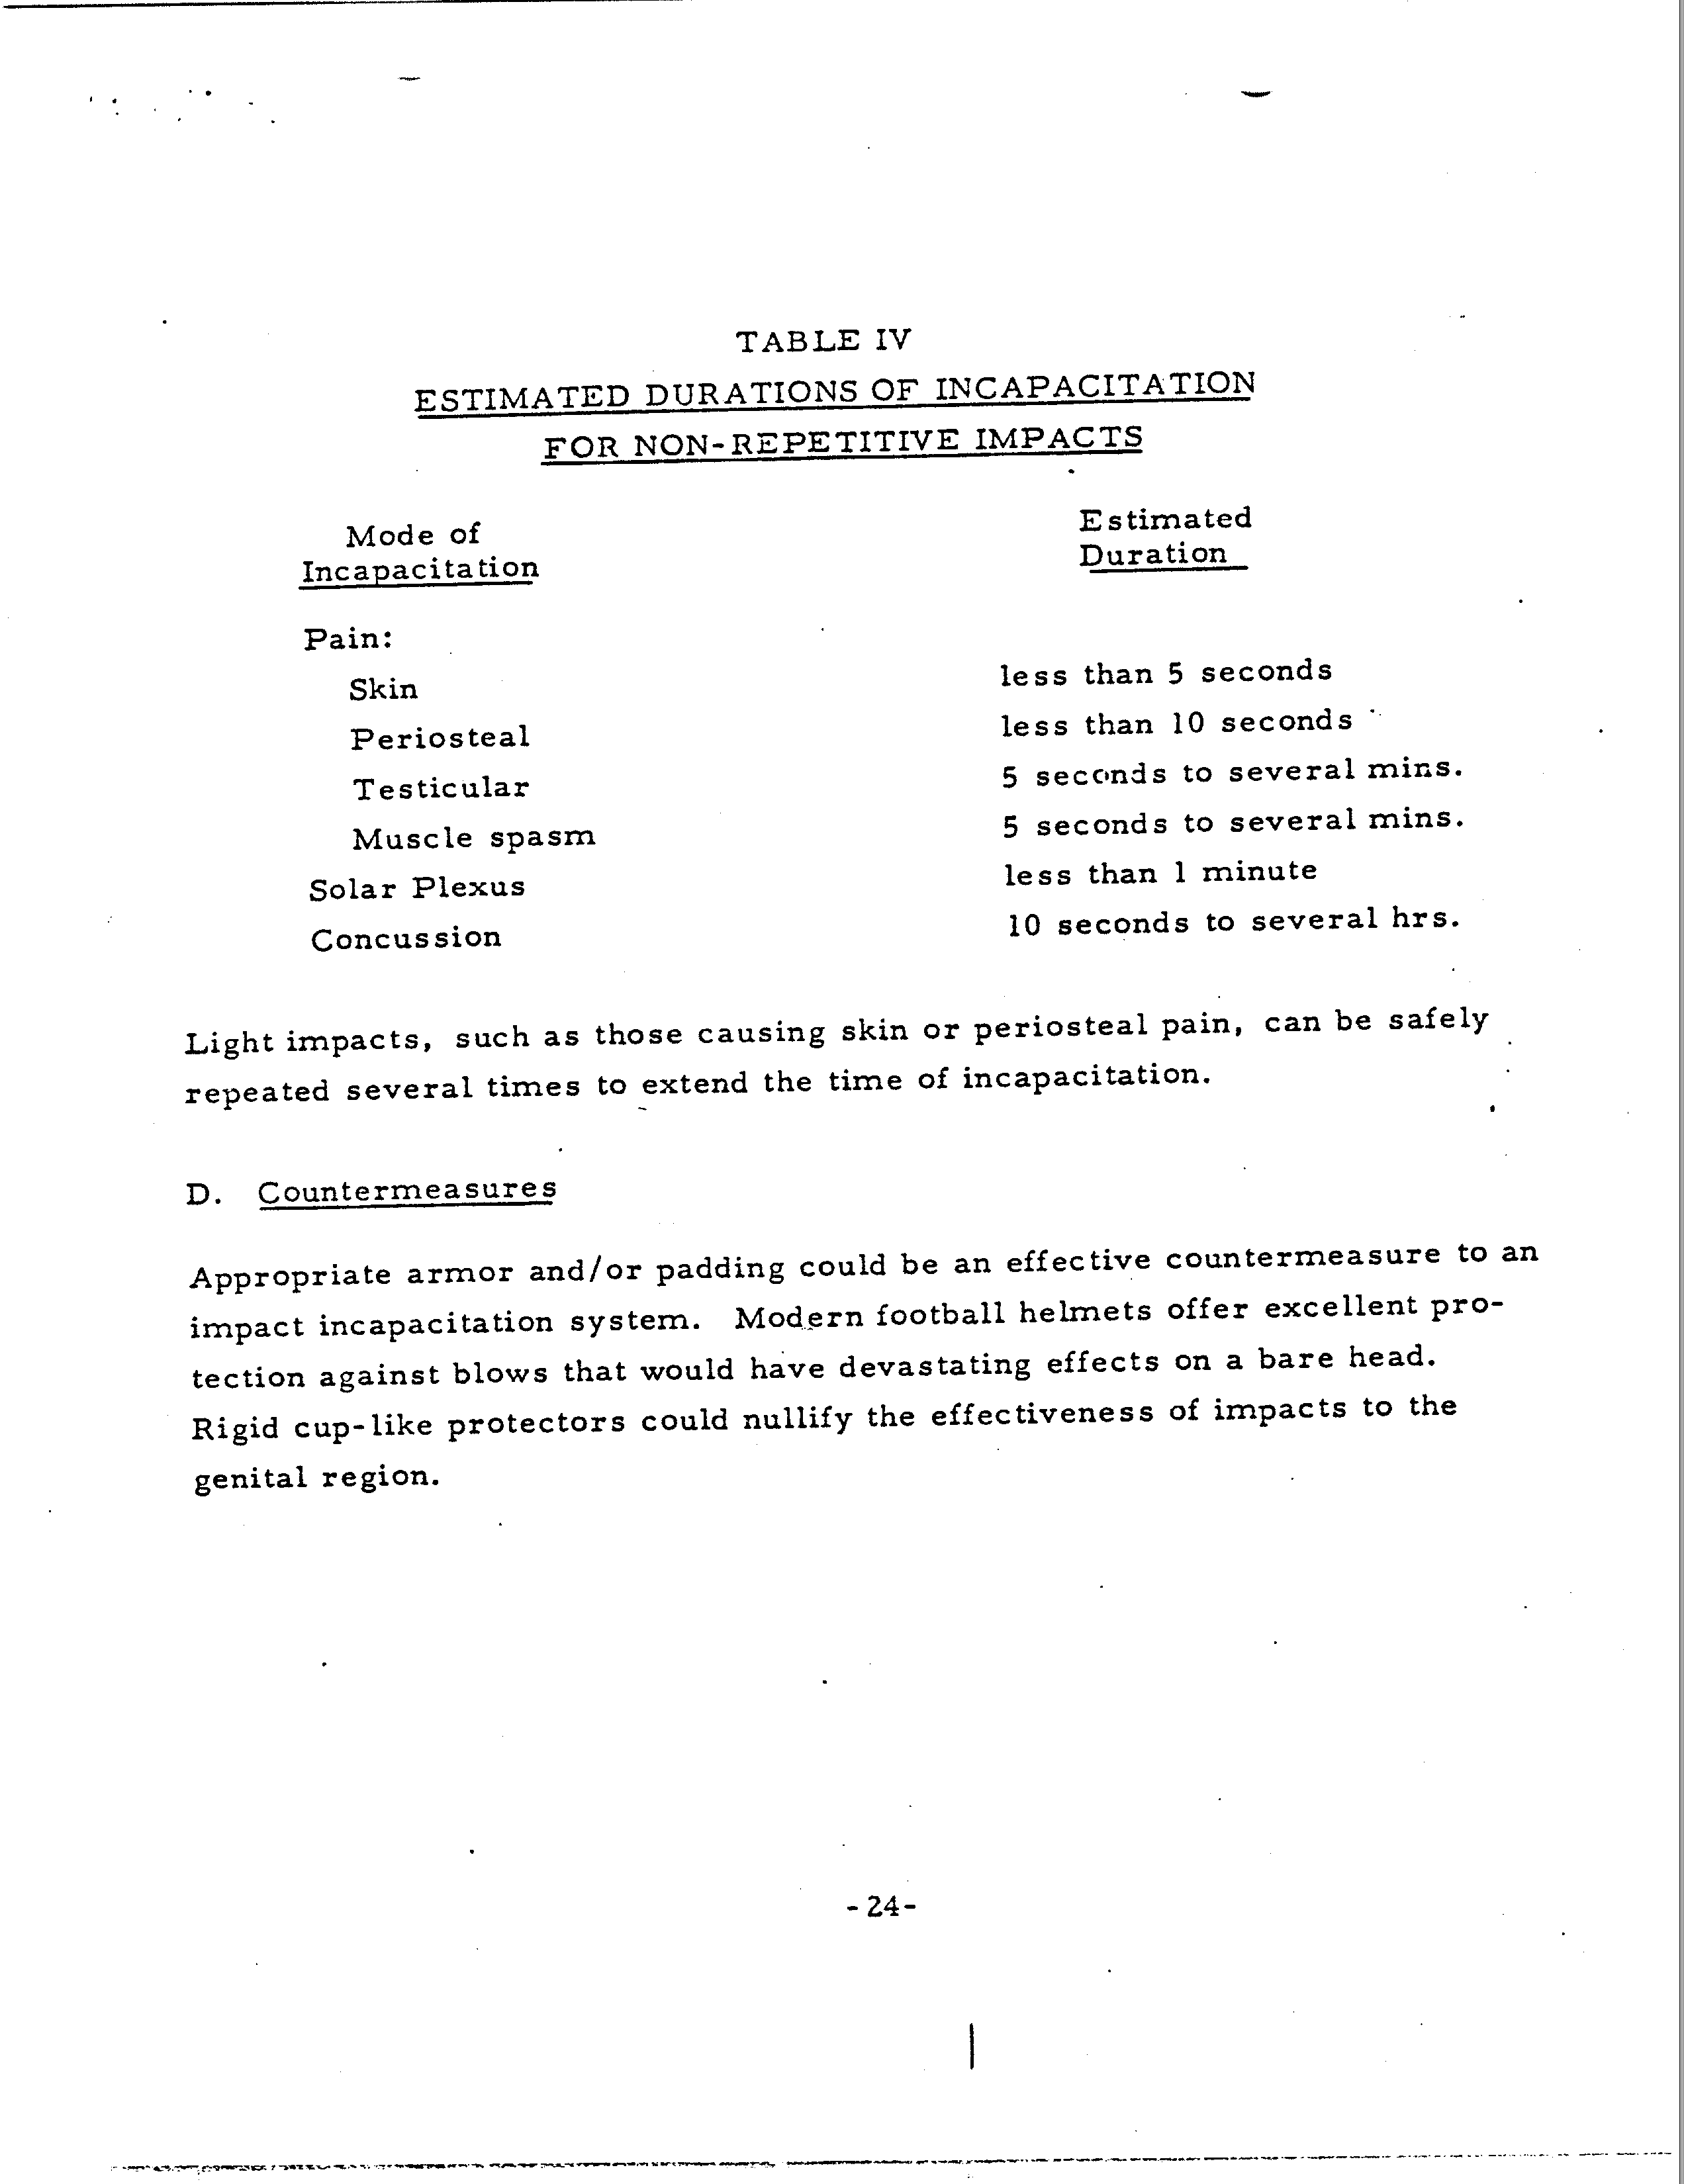 TABLE IV
ESTIMATED DURATIONS OF INCAPACITATION
FOR NON-REPETITIVE IMPACTS
Mode of Incapacitation Estimated Duration
Pain:
Skin less than 5 seconds
Periosteal less than 10 seconds
Testicular 5 seconds to several mins.
Muscle spasm 5 seconds to several mins.
Solar Plexus less than 1 minute
Concussion 10 seconds to several hrs.
Light impacts, such as those causing skin or periosteal pain, can be safely
repeated several times to extend the time of incapacitation.
D. Countermeasures
Appropriate armor and/or padding could be an effective countermeasure to an
impact incapacitation system. Modern football helmets offer excellent pro-
tection against blows that would have devastating effects on a bare head.
Rigid cup-like protectors could nullify the effectiveness of impacts to the
genital region.
-24-